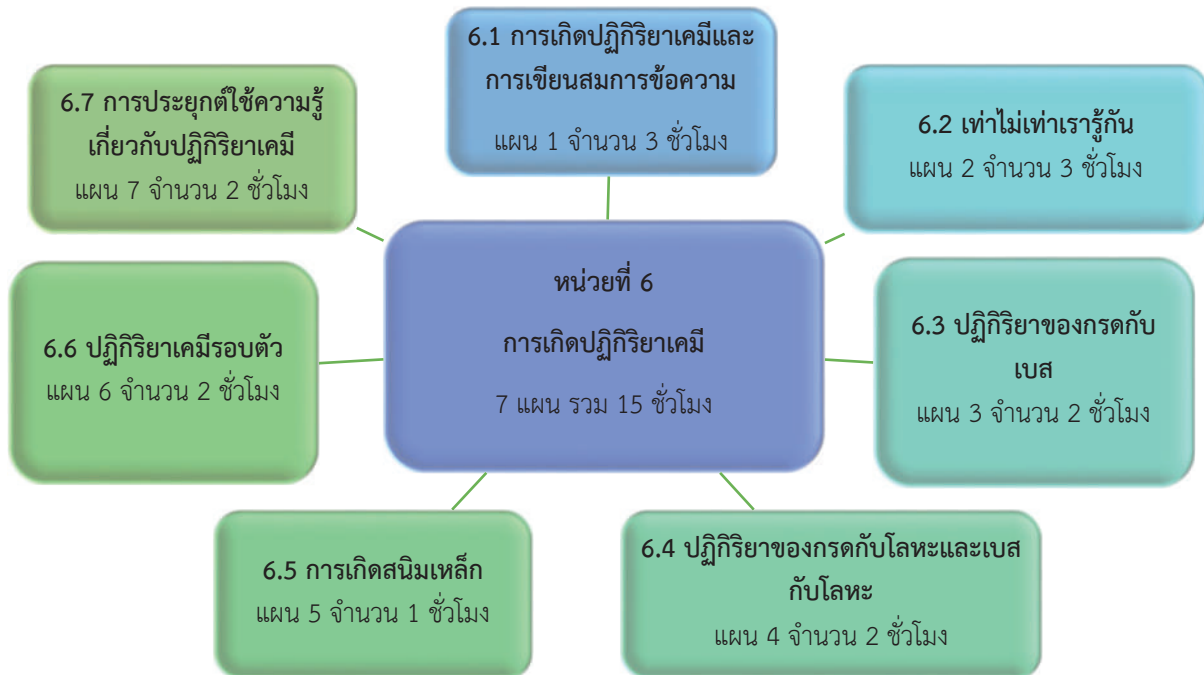 6.1 การเกิดปฏิกิริยาเคมีและ
การเขียนสมการข้อความ
แผน 1 จำนวน 3 ชั่วโมง
6.2 เท่าไม่เท่าเรารู้กัน
แผน 2 จำนวน 3 ชั่วโมง
6.3 ปฏิกิริยาของกรดกับ
เบส
แผน 3 จำนวน 2 ชั่วโมง
6.4 ปฏิกิริยาของกรดกับโลหะและเบส
กับโลหะ
แผน 4 จำนวน 2 ชั่วโมง
6.5 การเกิดสนิมเหล็ก
แผน 5 จำนวน 1 ชั่วโมง
6.6 ปฏิกิริยาเคมีรอบตัว
แผน 6 จำนวน 2 ชั่วโมง
6.7 การประยุกต์ใช้ความรู้
เกี่ยวกับปฏิกิริยาเคมี
แผน 7 จำนวน 2 ชั่วโมง
หน่วยที่ 6
การเกิดปฏิกิริยาเคมี
7 แผน รวม 15 ชั่วโมง